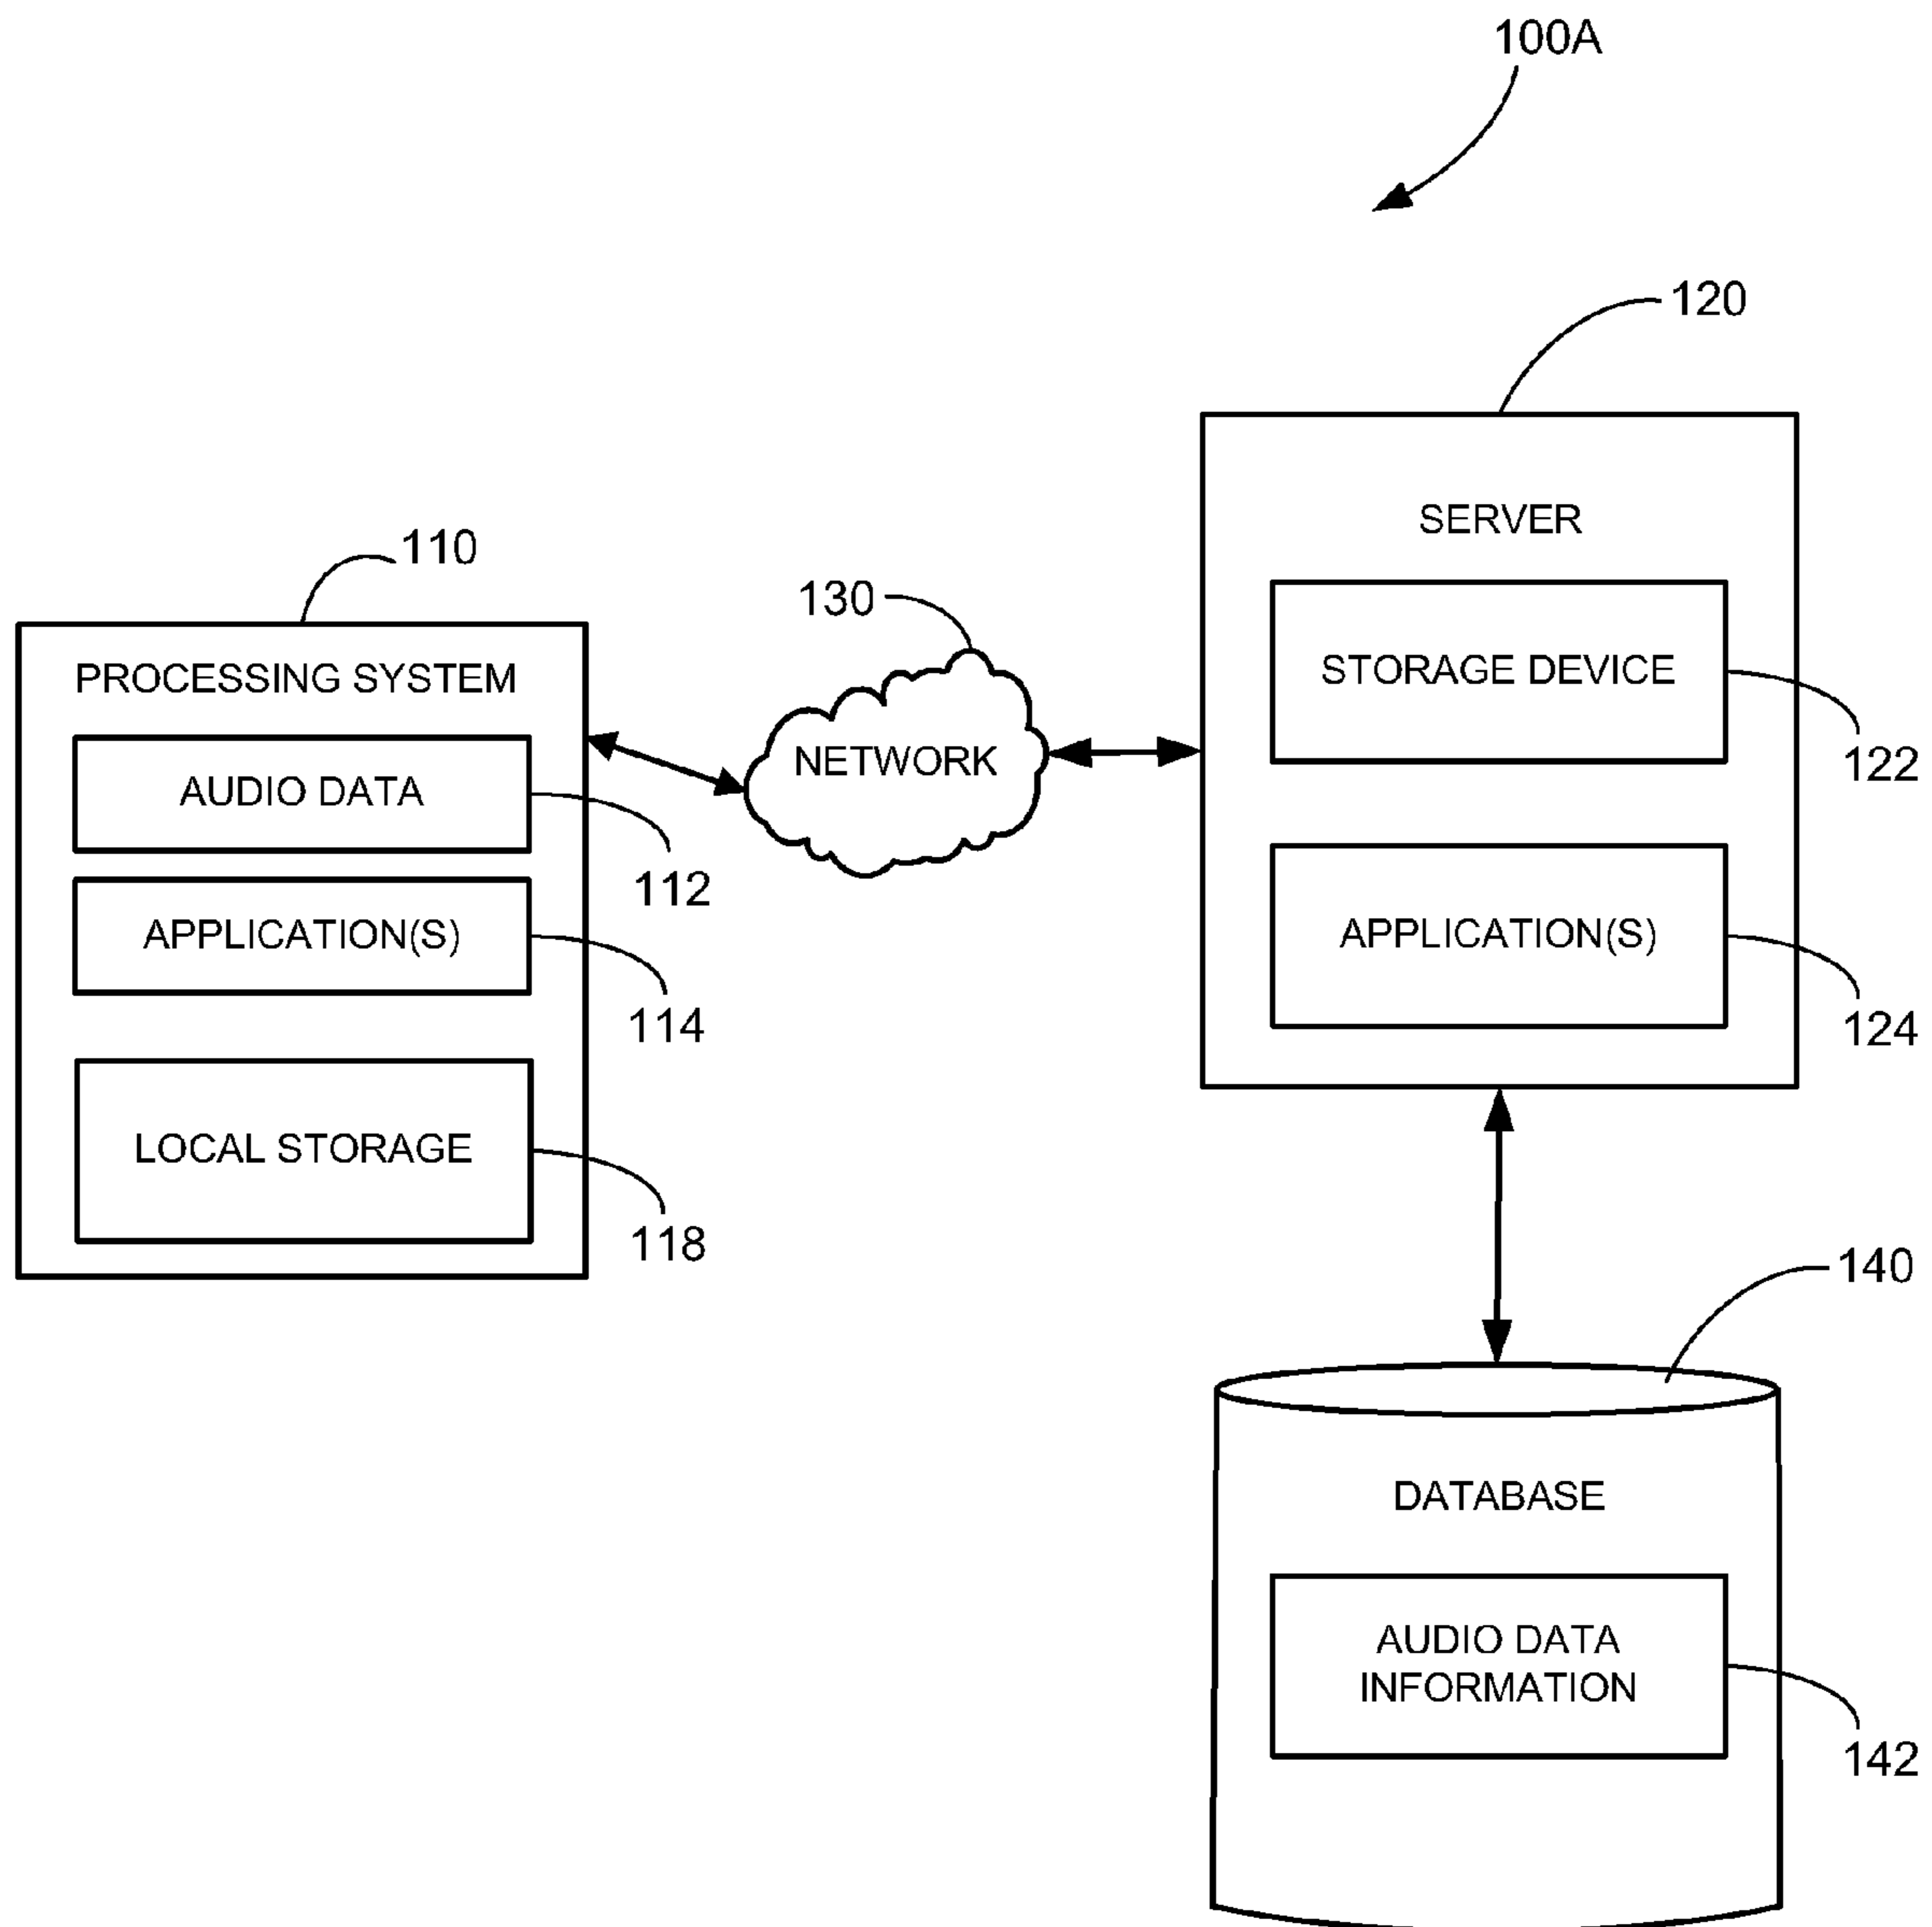 100A
120
SERVER
110
130
PROCESSING SYSTEM
STORAGE DEVICE
NETWORK
122
AUDIO DATA
112
APPLICATION(S)
APPLICATION(S)
114
124
LOCAL STORAGE
118
140
DATABASE
AUDIO DATA
INFORMATION
142